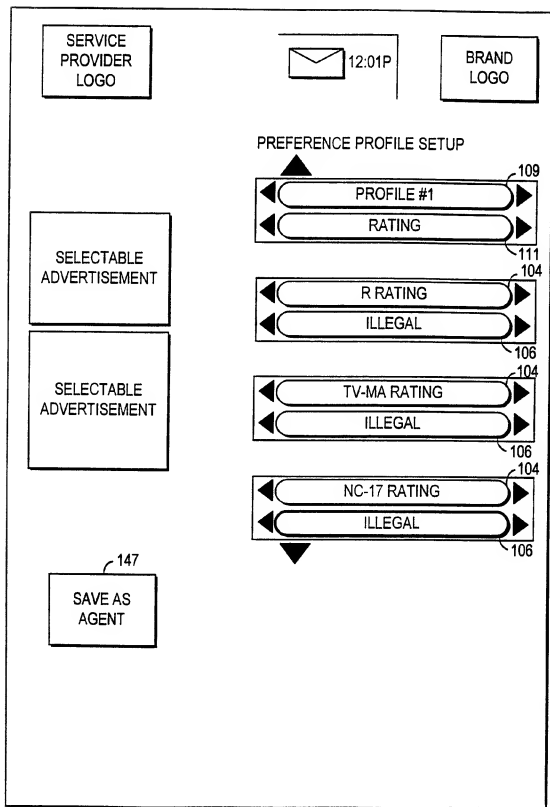 SERVICE
PROVIDER
LOGO
12:01P
BRAND
LOGO
PREFERENCE PROFILE SETUP
109
PROFILE #1
RATING
111
SELECTABLE
ADVERTISEMENT
104
R RATING
ILLEGAL
106
SELECTABLE
ADVERTISEMENT
104
TV-MA RATING
ILLEGAL
106
104
NC-17 RATING
ILLEGAL
106
147
SAVE AS
AGENT